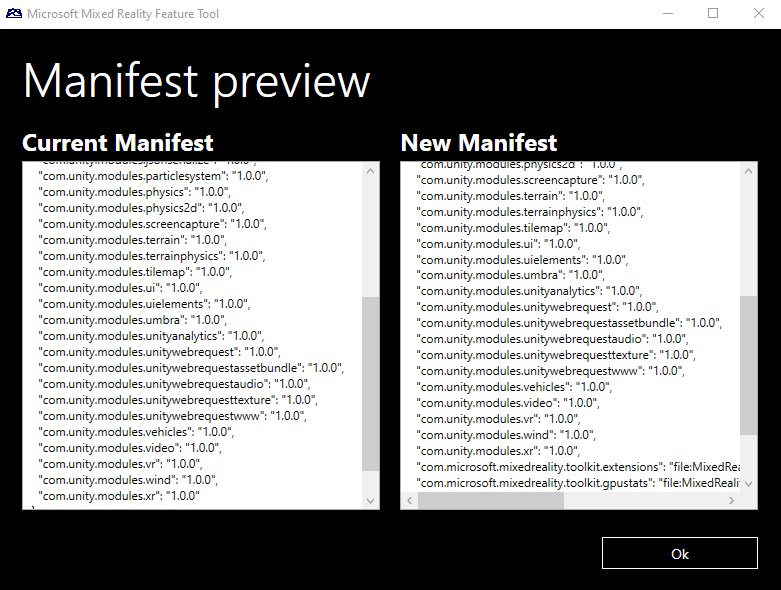 Microsoft Mixed Reality Feature Tool
Manifest preview
Current Manifest
"com.unity.modules.particlesystem": "1.0.0",
"com.unity.modules.physics": "1.0.0",
"com.unity.modules.physics2d": "1.0.0",
"com.unity.modules.screencapture": "1.0.0",
"com.unity.modules.terrain": "1.0.0",
"com.unity.modules.terrainphysics": "1.0.0",
"com.unity.modules.tilemap": "1.0.0",
"com.unity.modules.ui": "1.0.0",
"com.unity.modules.uielements": "1.0.0",
"com.unity.modules.umbra": "1.0.0",
"com.unity.modules.unityanalytics": "1.0.0",
"com.unity.modules.unitywebrequest": "1.0.0",
"com.unity.modules.unitywebrequestassetbundle": "1.0.0",
"com.unity.modules.unitywebrequestaudio": "1.0.0",
"com.unity.modules.unitywebrequesttexture": "1.0.0",
"com.unity.modules.unitywebrequestwww": "1.0.0",
"com.unity.modules.vehicles": "1.0.0",
"com.unity.modules.video": "1.0.0",
"com.unity.modules.vr": "1.0.0",
"com.unity.modules.wind": "1.0.0",
"com.unity.modules.xr": "1.0.0"
New Manifest
"com.unity.modules.physics2d": "1.0.0",
"com.unity.modules.screencapture": "1.0.0",
"com.unity.modules.terrain": "1.0.0",
"com.unity.modules.terrainphysics": "1.0.0",
"com.unity.modules.tilemap": "1.0.0",
"com.unity.modules.ui": "1.0.0",
"com.unity.modules.uielements": "1.0.0",
"com.unity.modules.umbra": "1.0.0",
"com.unity.modules.unityanalytics": "1.0.0",
"com.unity.modules.unitywebrequest": "1.0.0",
"com.unity.modules.unitywebrequestassetbundle": "1.0.0",
"com.unity.modules.unitywebrequestaudio": "1.0.0",
"com.unity.modules.unitywebrequesttexture": "1.0.0",
"com.unity.modules.unitywebrequestwww": "1.0.0",
"com.unity.modules.vehicles": "1.0.0",
"com.unity.modules.video": "1.0.0",
"com.unity.modules.vr": "1.0.0",
"com.unity.modules.wind": "1.0.0",
"com.unity.modules.xr": "1.0.0",
"com.microsoft.mixedreality.toolkit.extensions": "file:MixedRea
"com.microsoft.mixedreality.toolkit.gpustats": "file:MixedReali
Ok